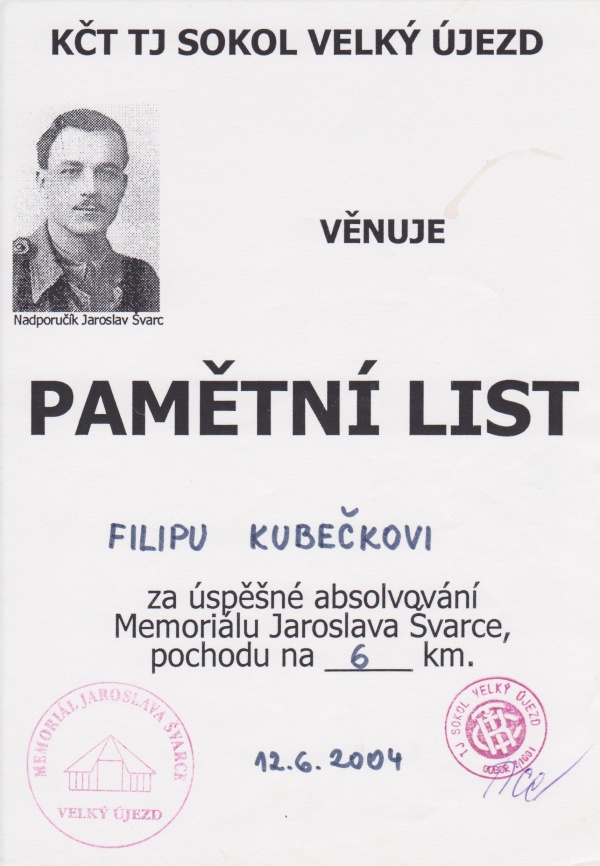 KČT TJ SOKOL VELKÝ ÚJEZD
Nadporučík Jaroslav Švarc
VĚNUJE
PAMĚTNÍ LIST
FILIPU KUBEČKOVI
za úspěšné absolvování
Memoriálu Jaroslava Švarce,
pochodu na 6 km.
MEMORIÁL JAROSLAVA ŠVARCE
VELKÝ ÚJEZD
12.6.2004
TJ SOKOL VELKÝ ÚJEZD